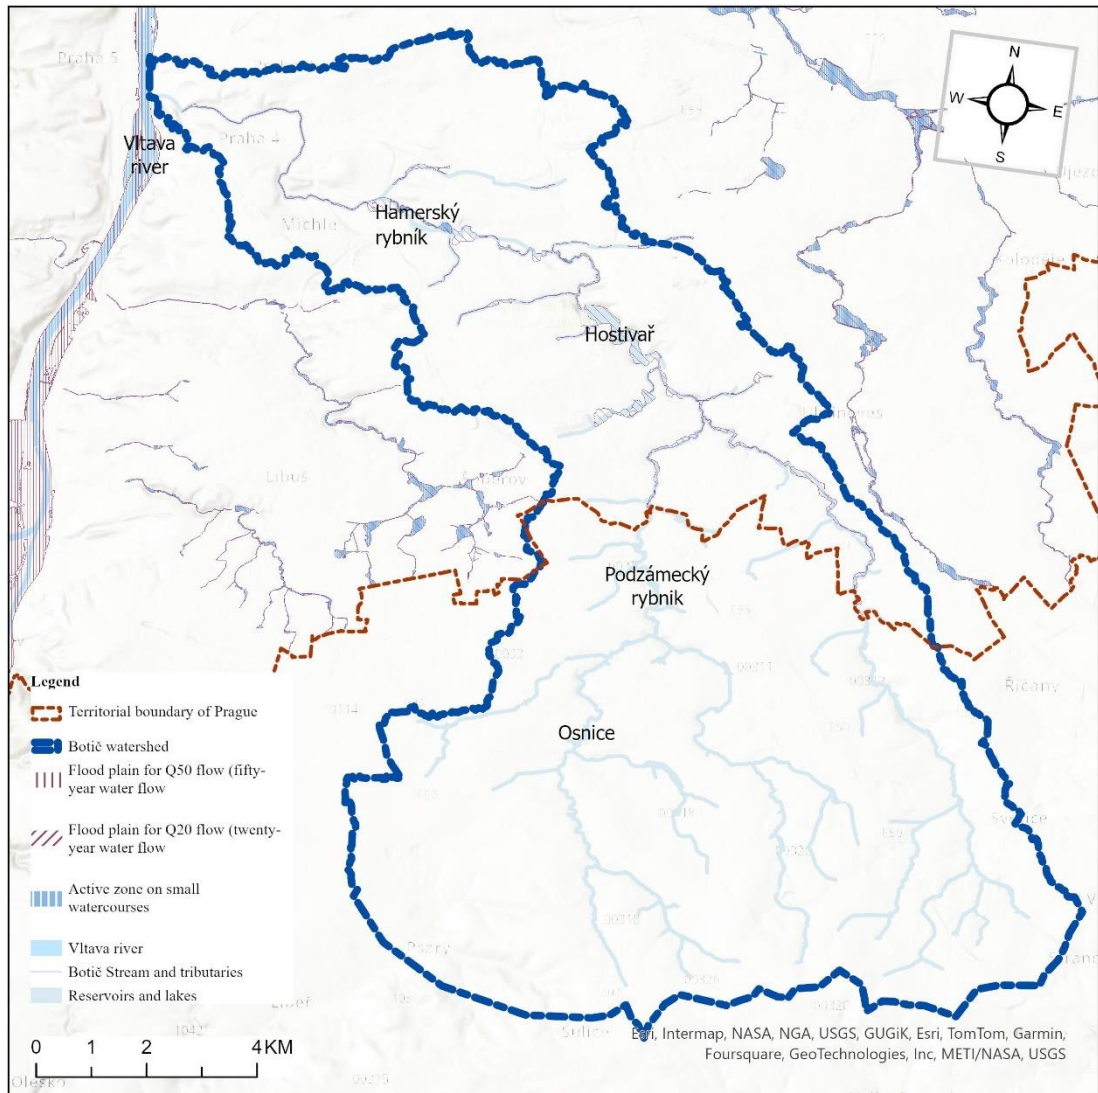 Praha 5
N
W
E
S
Praha 4
Vltava
river
Michle
Hamerský
rybník
Koloděje
Hostivař
Libuš
Podzámecký
rybnik
Říčany
Osnice
Legend
Territorial boundary of Prague
Botič watershed
Flood plain for Q50 flow (fifty-
year water flow
Flood plain for Q20 flow (twenty-
year water flow
Active zone on small
watercourses
Vltava river
Botič Stream and tributaries
Reservoirs and lakes
Psáry
Sulice
0 1 2 4 KM
Esri, Intermap, NASA, NGA, USGS, GUGiK, Esri, TomTom, Garmin,
Foursquare, GeoTechnologies, Inc, METI/NASA, USGS